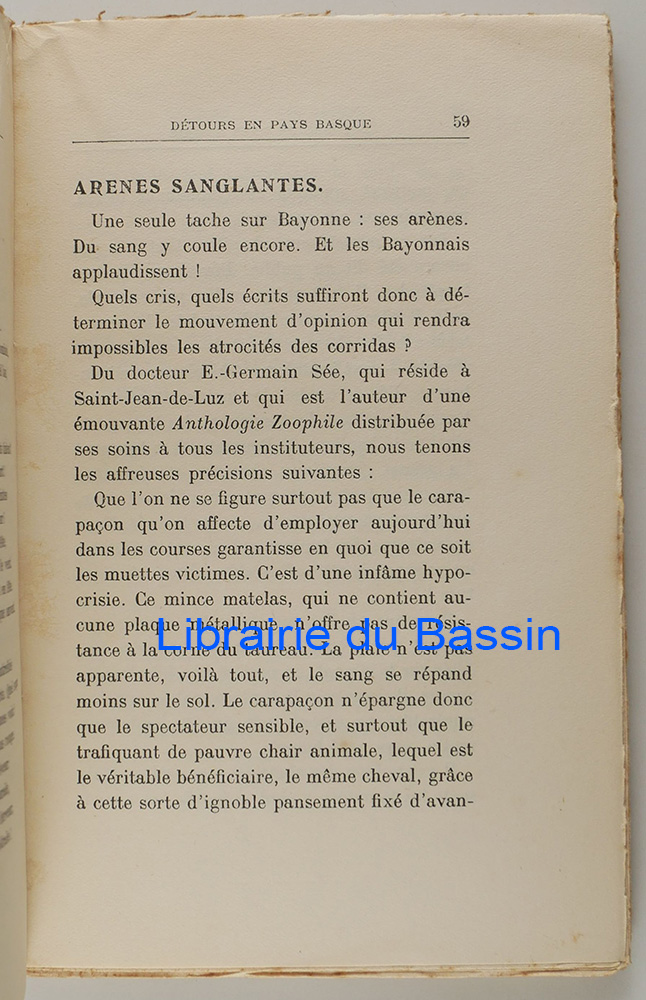 DÉTOURS EN PAYS BASQUE 59
ARENES SANGLANTES.
Une seule tache sur Bayonne : ses arènes.
Du sang y coule encore. Et les Bayonnais
applaudissent !
Quels cris, quels écrits suffiront donc à dé-
terminer le mouvement d'opinion qui rendra
impossibles les atrocités des corridas ?
Du docteur E.-Germain Sée, qui réside à
Saint-Jean-de-Luz et qui est l'auteur d'une
émouvante Anthologie Zoophile distribuée par
ses soins à tous les instituteurs, nous tenons
les affreuses précisions suivantes :
Que l'on ne se figure surtout pas que le cara-
paçon qu'on affecte d'employer aujourd'hui
dans les courses garantisse en quoi que ce soit
les muettes victimes. C'est d'une infâme hypo-
crisie. Ce mince matelas, qui ne contient au-
cune plaque métallique, n'offre pas de résis-
tance à la corne du taureau. La plaie n'est pas
apparente, voilà tout, et le sang se répand
moins sur le sol. Le carapaçon n'épargne donc
que le spectateur sensible, et surtout que le
trafiquant de pauvre chair animale, lequel est
le véritable bénéficiaire, le même cheval, grâce
à cette sorte d'ignoble pansement fixé d'avan-
Librairie du Bassin